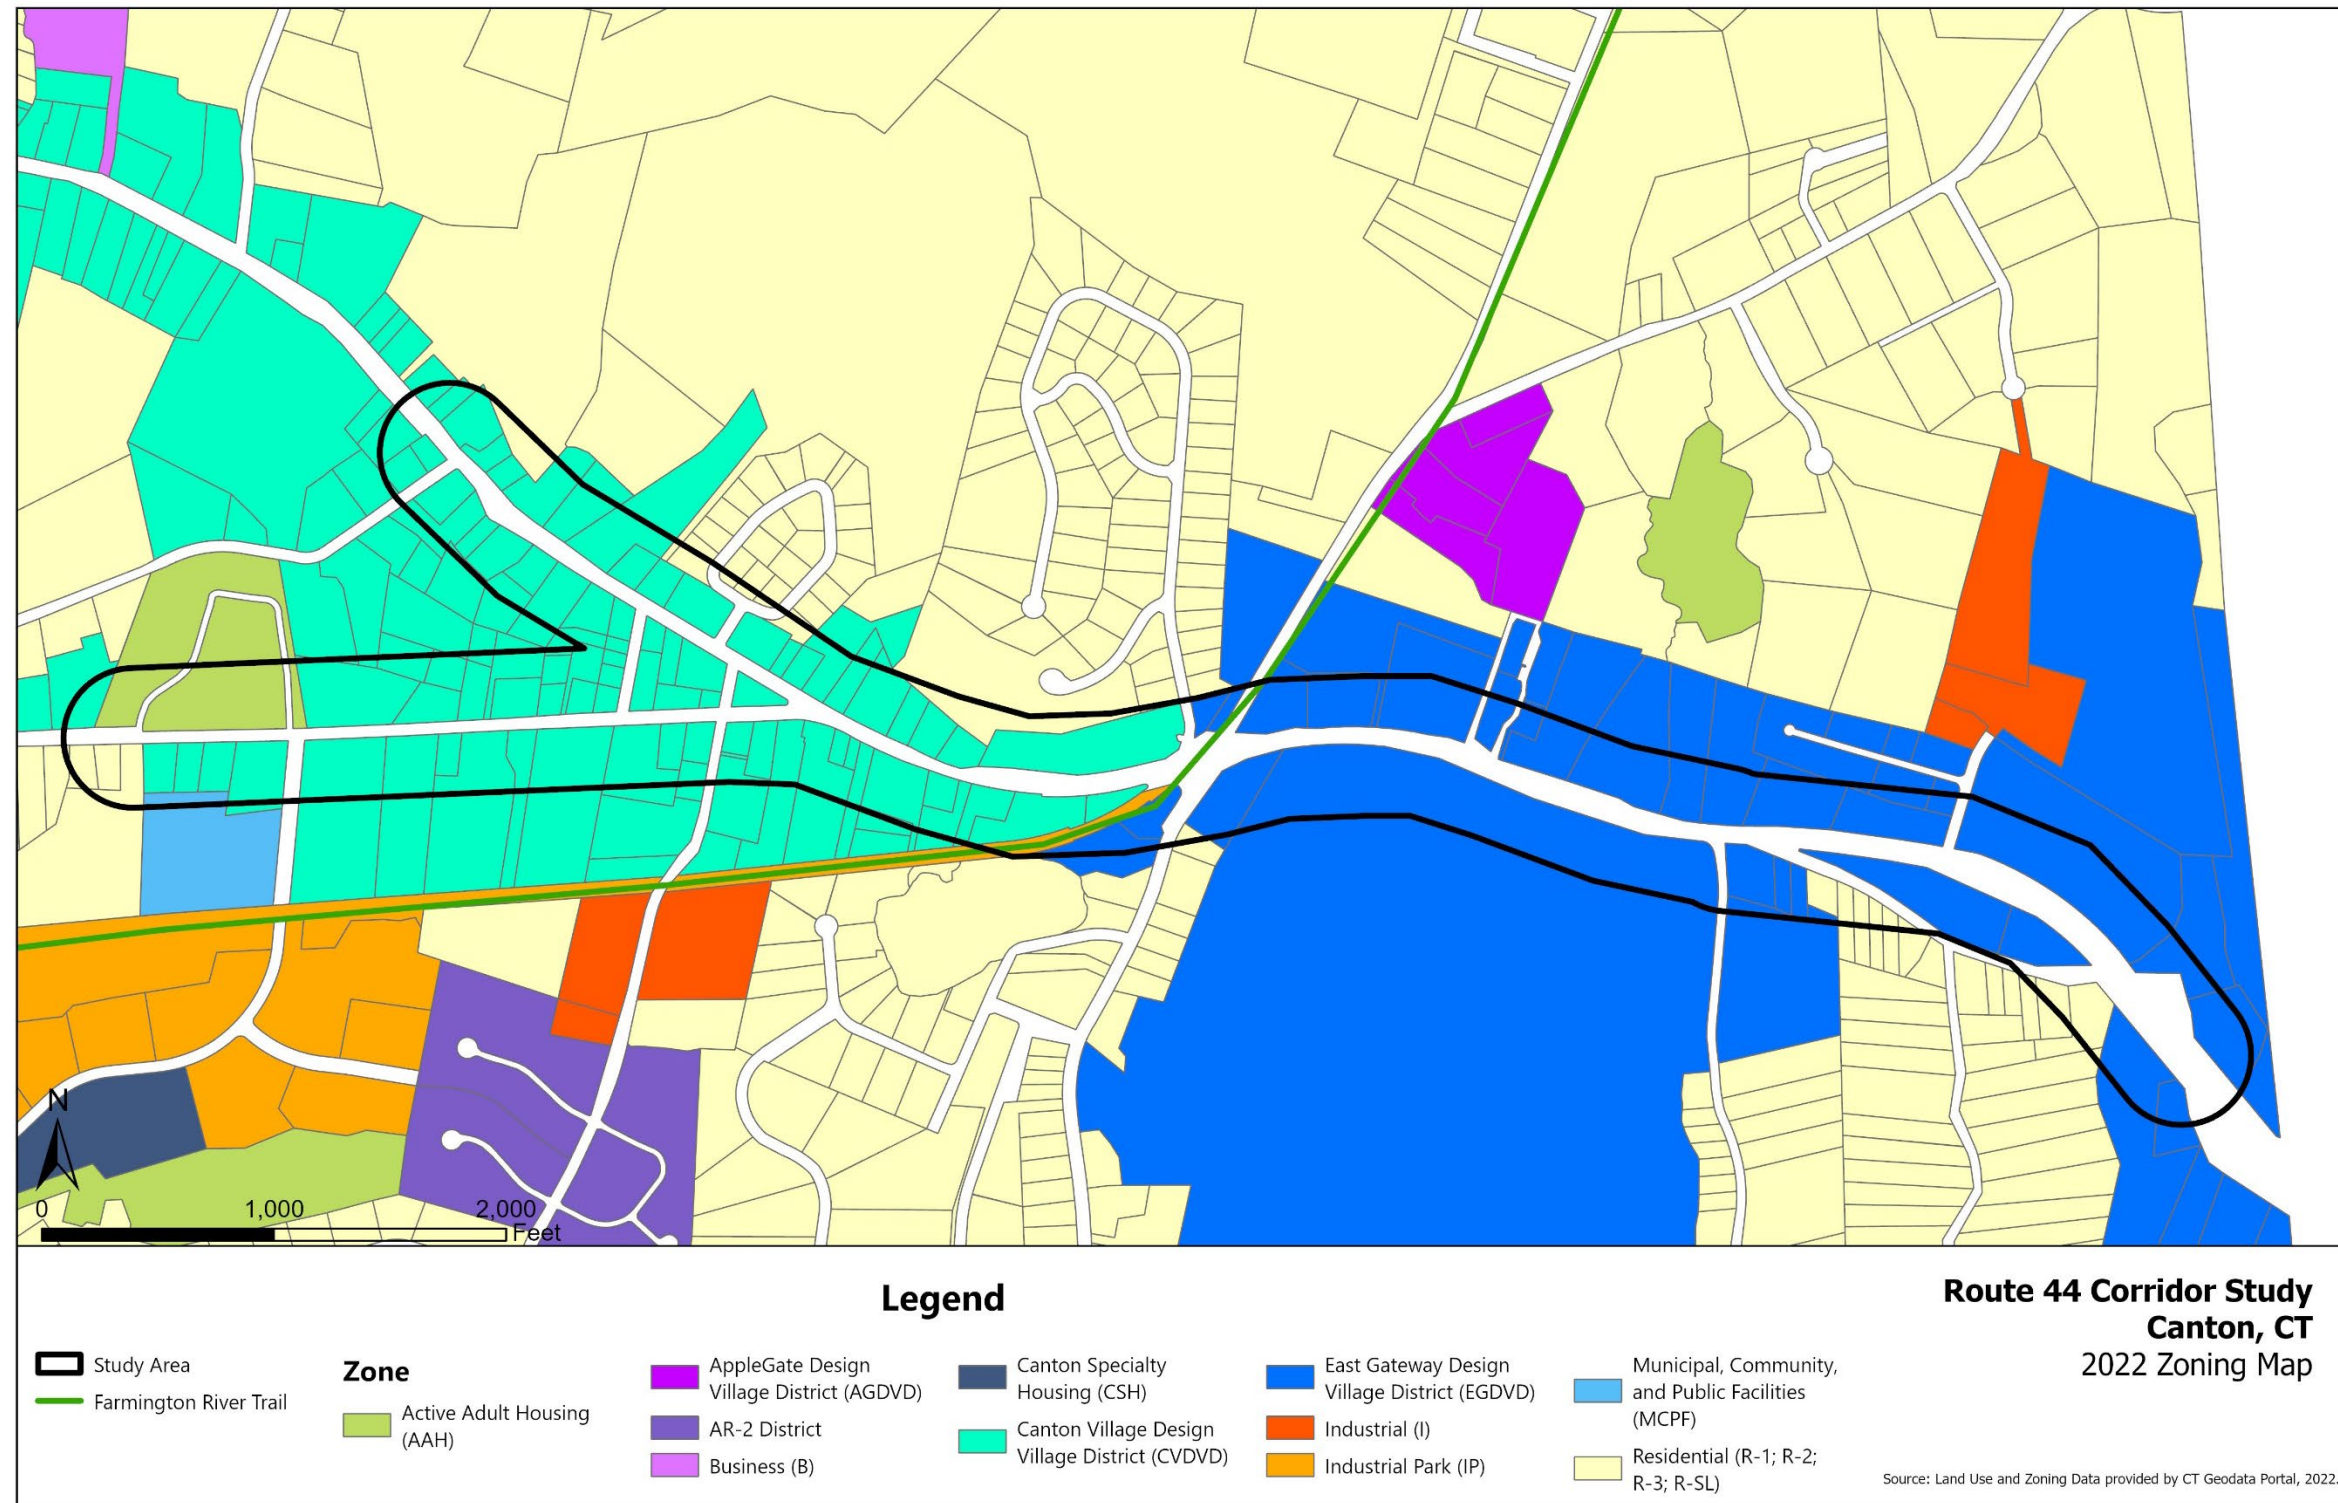 N
0 1,000 2,000
Feet
Legend
Route 44 Corridor Study
Canton, CT
2022 Zoning Map
Study Area
Farmington River Trail
Zone
Active Adult Housing
(AAH)
AppleGate Design
Village District (AGDVD)
AR-2 District
Business (B)
Canton Specialty
Housing (CSH)
Canton Village Design
Village District (CVDVD)
East Gateway Design
Village District (EGDVD)
Industrial (I)
Industrial Park (IP)
Municipal, Community,
and Public Facilities
(MCPF)
Residential (R-1; R-2;
R-3; R-SL)
Source: Land Use and Zoning Data provided by CT Geodata Portal, 2022.